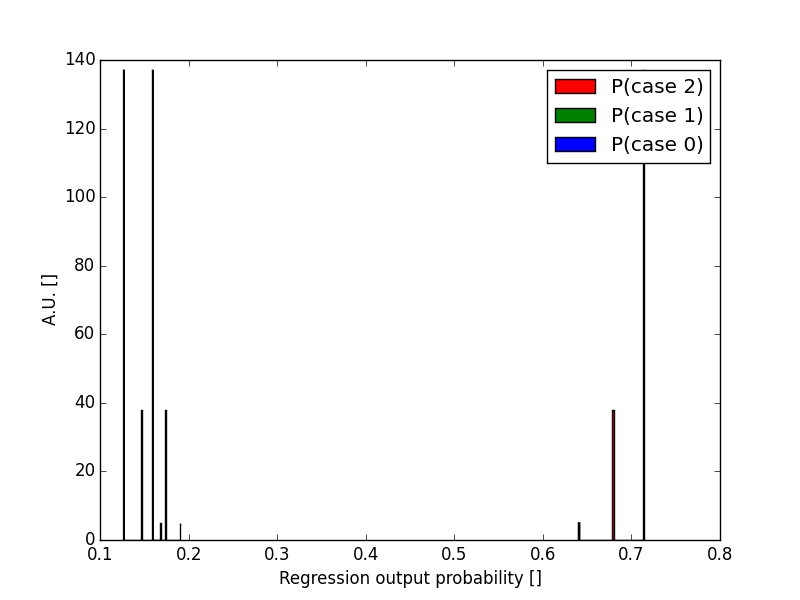 140
120
100
80
60
40
20
0
P(case 2)
P(case 1)
P(case 0)
A.U. []
0.1 0.2 0.3 0.4 0.5 0.6 0.7 0.8
Regression output probability []